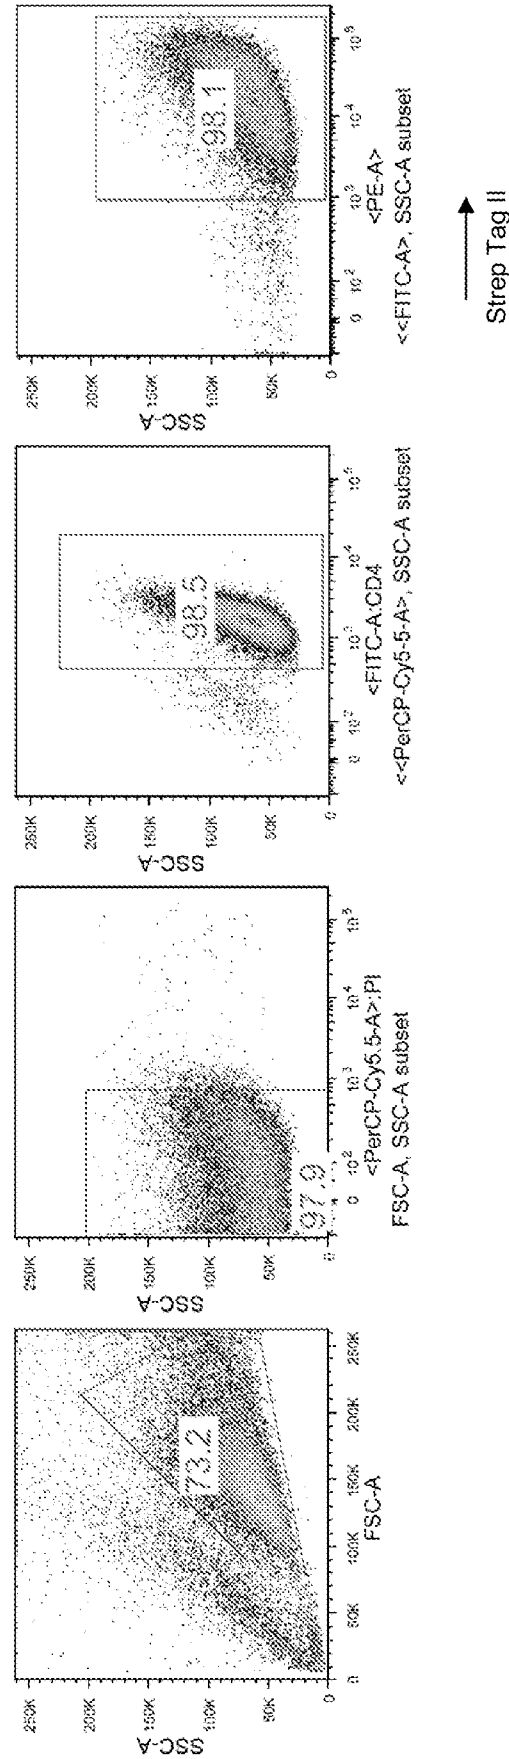 SSC-A
250K
200K
150K
100K
50K
0
73.2
0 50K 100K 150K 200K 250K
FSC-A
SSC-A
250K
200K
150K
100K
50K
0
97.9
0 10² 10³ 10⁴ 10⁵
<PerCP-Cy5.5-A>:PI
FSC-A, SSC-A subset
SSC-A
250K
200K
150K
100K
50K
0
98.5
0 10² 10³ 10⁴ 10⁵
<FITC-A:CD4
<<PerCP-Cy5-5-A>, SSC-A subset
SSC-A
250K
200K
150K
100K
50K
0
98.1
0 10² 10³ 10⁴ 10⁵
<PE-A>
<<FITC-A>, SSC-A subset
Strep Tag II